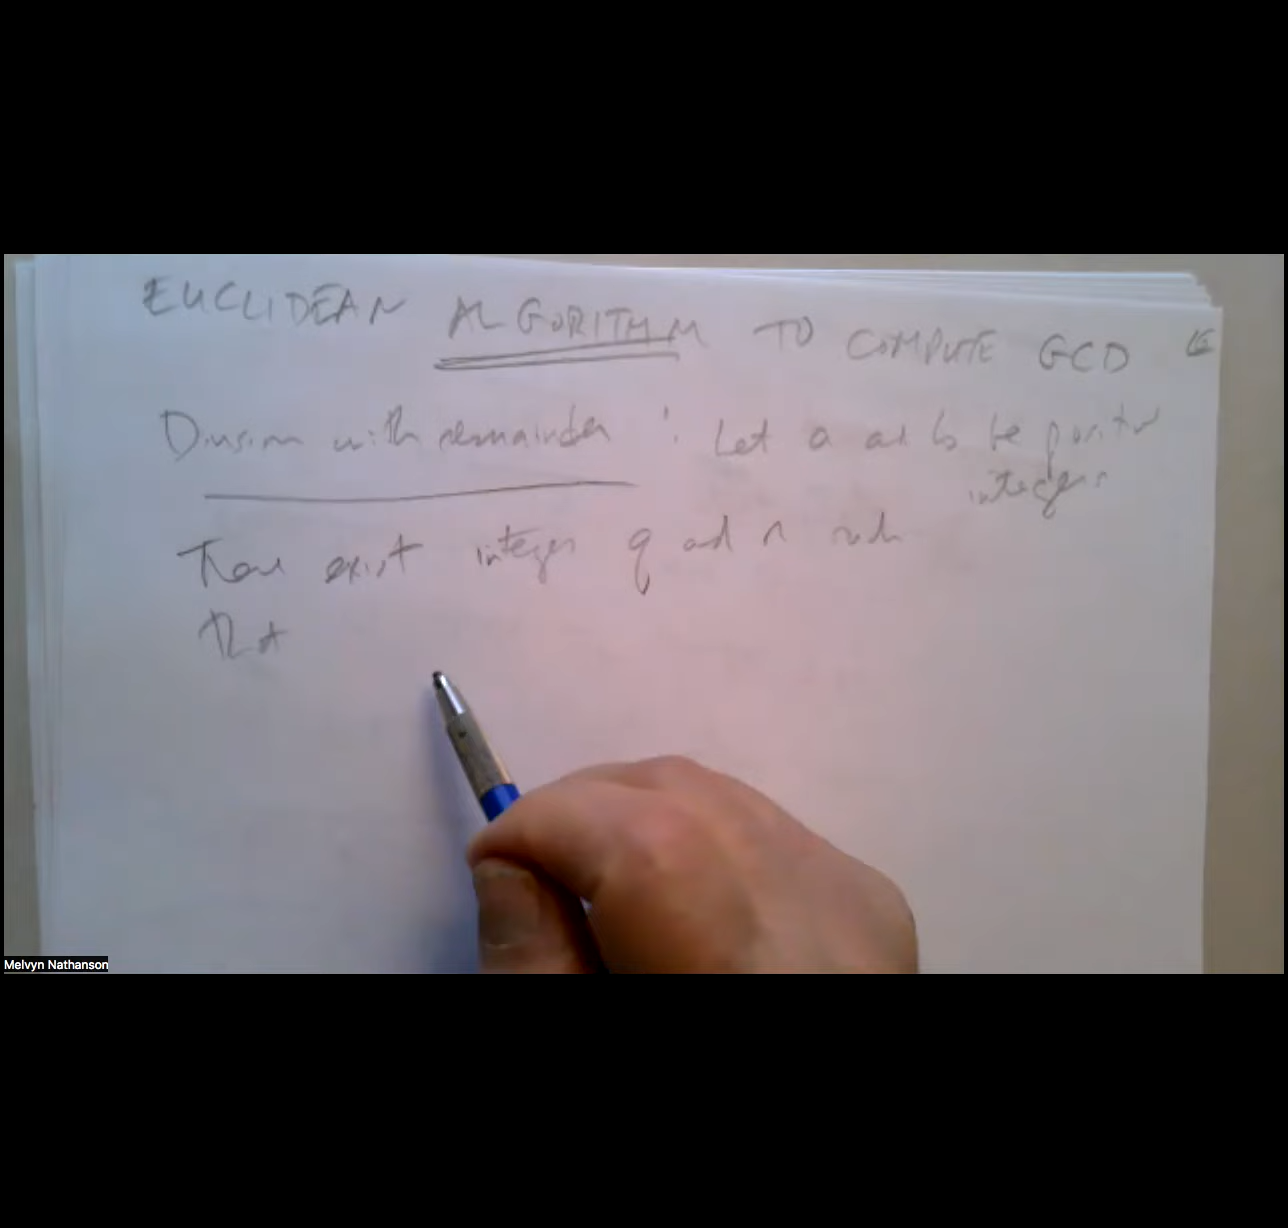 EUCLIDEAN ALGORITHM TO COMPUTE GCD
Division with remainder : Let a and b be positive
integers
There exist integers q and r such
that
Melvyn Nathanson